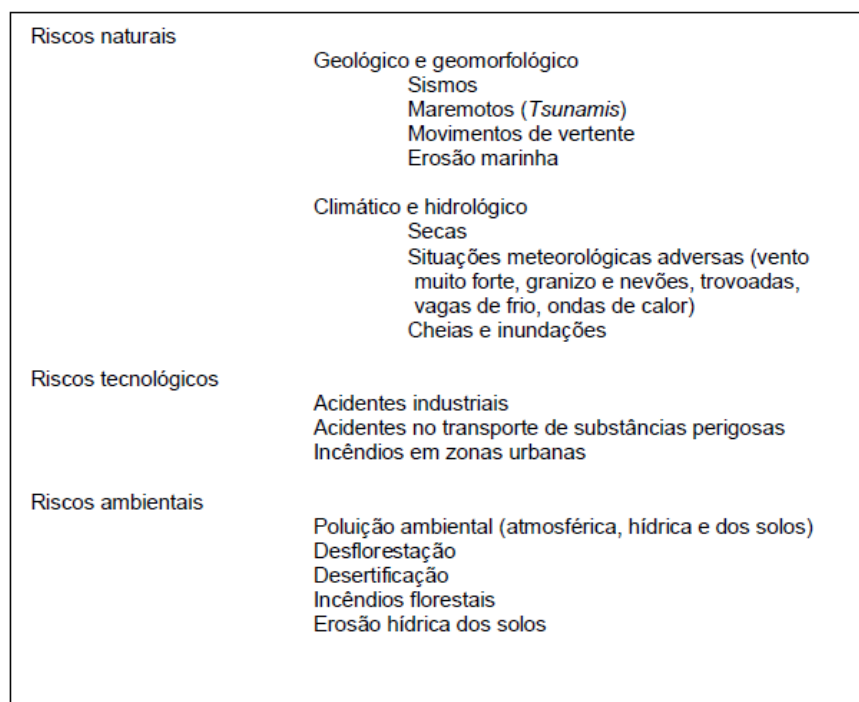 Riscos naturais
Geológico e geomorfológico
Sismos
Maremotos (Tsunamis)
Movimentos de vertente
Erosão marinha
Climático e hidrológico
Secas
Situações meteorológicas adversas (vento
muito forte, granizo e nevões, trovoadas,
vagas de frio, ondas de calor)
Cheias e inundações
Riscos tecnológicos
Acidentes industriais
Acidentes no transporte de substâncias perigosas
Incêndios em zonas urbanas
Riscos ambientais
Poluição ambiental (atmosférica, hídrica e dos solos)
Desflorestação
Desertificação
Incêndios florestais
Erosão hídrica dos solos